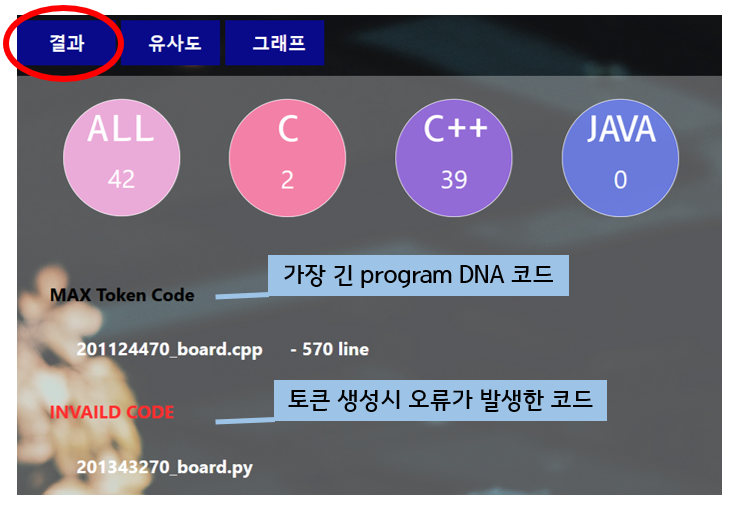 결과 유사도 그래프
ALL C C++ JAVA
42 2 39 0
가장 긴 program DNA 코드
MAX Token Code
201124470_board.cpp - 570 line
토큰 생성시 오류가 발생한 코드
INVAILD CODE
201343270_board.py